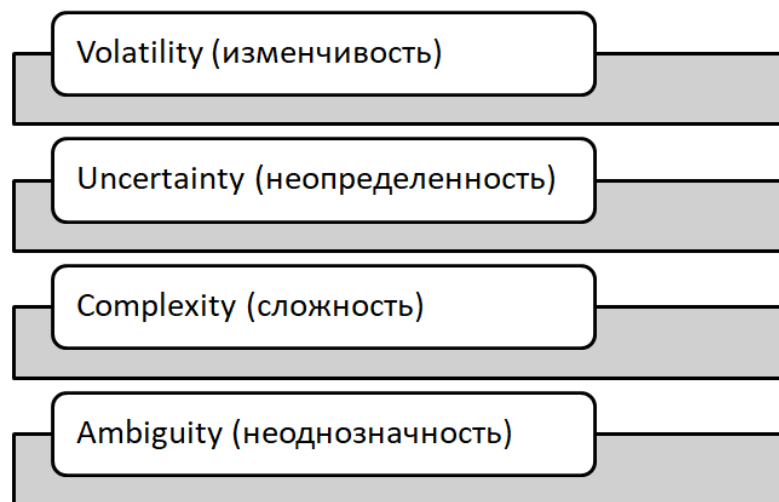 Volatility (изменчивость)
Uncertainty (неопределенность)
Complexity (сложность)
Ambiguity (неоднозначность)